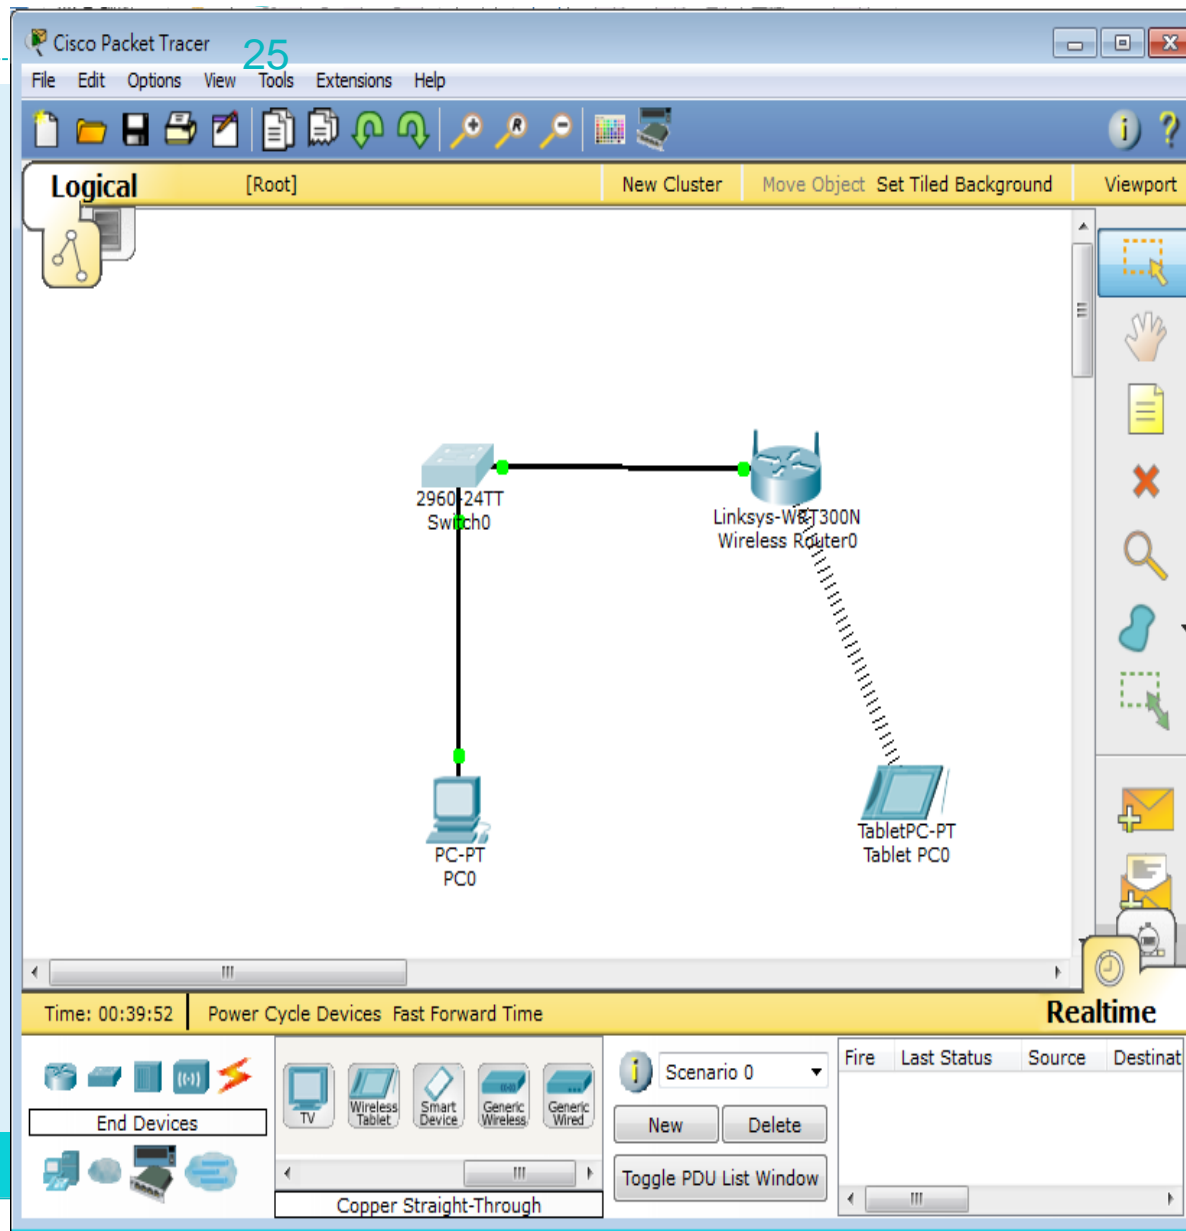 Cisco Packet Tracer
25
File Edit Options View Tools Extensions Help
Logical [Root] New Cluster Move Object Set Tiled Background Viewport
2960-24TT
Switch0
Linksys-WRT300N
Wireless Router0
TabletPC-PT
Tablet PC0
PC-PT
PC0
Time: 00:39:52 Power Cycle Devices Fast Forward Time Realtime
End Devices
TV
Wireless Tablet
Smart Device
Generic Wireless
Generic Wired
Copper Straight-Through
Scenario 0
New Delete
Toggle PDU List Window
Fire Last Status Source Destinat